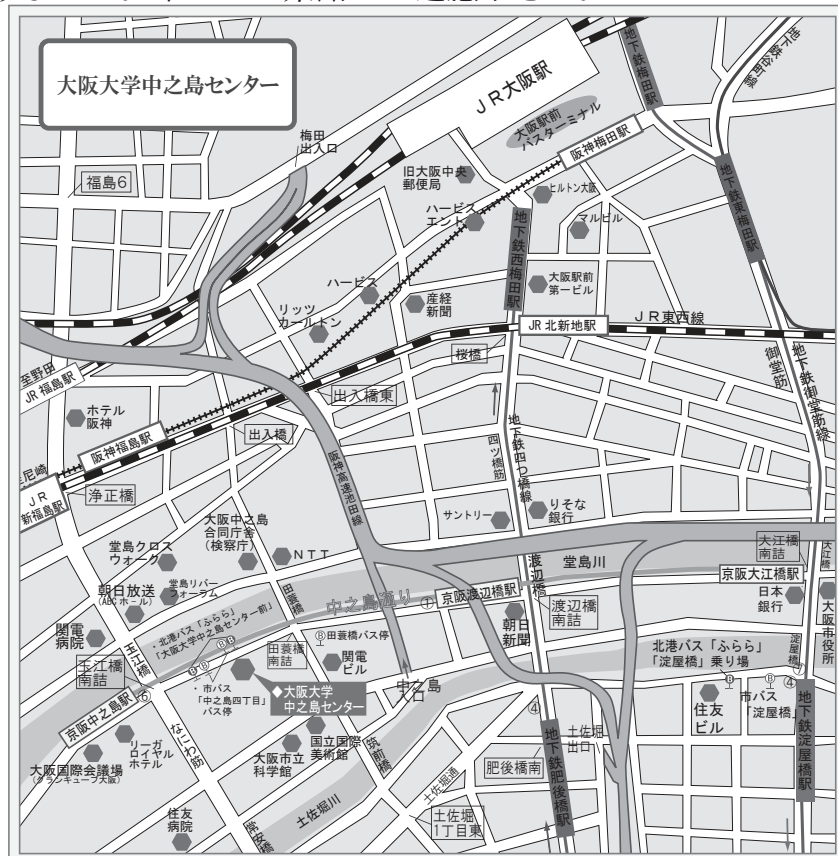 大阪大学中之島センター
JR大阪駅
大阪駅前
バスターミナル
地下鉄梅田駅
地下鉄谷町線
梅田
出入口
阪神梅田駅
福島6
旧大阪中央
郵便局
ヒルトン大阪
地下鉄東梅田駅
ハービス
エント
マルビル
地下鉄西梅田駅
ハービス
産経
新聞
大阪駅前
第一ビル
リッツ
カールトン
JR東西線
JR 北新地駅
桜橋
至野田
JR 福島駅
御堂筋
地下鉄御堂筋線
出入橋東
ホテル
阪神
阪神福島駅
出入橋
阪神高速池田線
四ツ橋筋
地下鉄四つ橋線
尼崎
JR
新福島駅
浄正橋
大阪中之島
合同庁舎
(検察庁)
サントリー
りそな
銀行
堂島クロス
ウォーク
NTT
渡辺橋
堂島川
大江橋
南詰
大江橋
朝日放送
(ABCホール)
堂島リバー
フォーラム
田蓑橋
中之島通り
①
京阪渡辺橋駅
京阪大江橋駅
渡辺橋
南詰
日本
銀行
大阪市役所
関電
病院
玉江橋
・北港バス「ふらら」
「大阪大学中之島センター前」
田蓑橋
南詰
Ⓑ田蓑橋バス停
朝日
新聞
北港バス「ふらら」
「淀屋橋」乗り場
淀屋橋
玉江橋
南詰
関電
ビル
⑥
・市バス
「中之島四丁目」
バス停
◆大阪大学
中之島センター
中之島
入口
京阪中之島駅
④
住友
ビル
市バス
「淀屋橋」
④
地下鉄淀屋橋駅
リーガ
ロイヤル
ホテル
なにわ筋
国立国際
美術館
大阪市立
科学館
筑前橋
土佐堀
出口
地下鉄肥後橋駅
大阪国際会議場
(グランキューブ大阪)
肥後橋南
土佐堀通
土佐堀川
土佐堀
1丁目東
住友
病院
常安橋